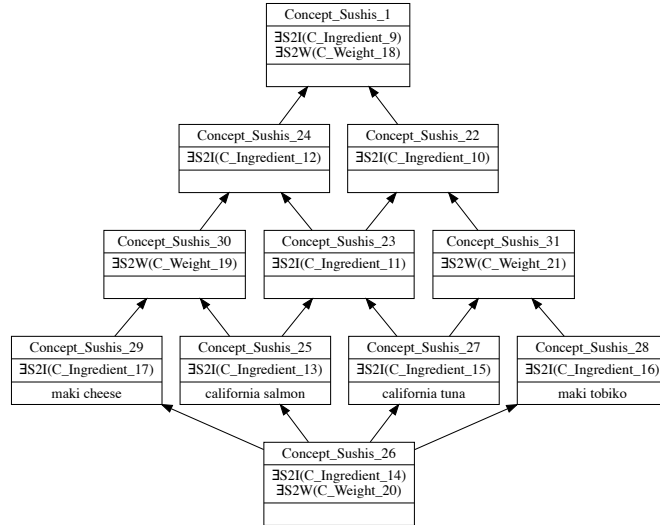 Concept_Sushis_1
∃S2I(C_Ingredient_9)
∃S2W(C_Weight_18)
Concept_Sushis_24
∃S2I(C_Ingredient_12)
Concept_Sushis_22
∃S2I(C_Ingredient_10)
Concept_Sushis_30
∃S2W(C_Weight_19)
Concept_Sushis_23
∃S2I(C_Ingredient_11)
Concept_Sushis_31
∃S2W(C_Weight_21)
Concept_Sushis_29
∃S2I(C_Ingredient_17)
maki cheese
Concept_Sushis_25
∃S2I(C_Ingredient_13)
california salmon
Concept_Sushis_27
∃S2I(C_Ingredient_15)
california tuna
Concept_Sushis_28
∃S2I(C_Ingredient_16)
maki tobiko
Concept_Sushis_26
∃S2I(C_Ingredient_14)
∃S2W(C_Weight_20)